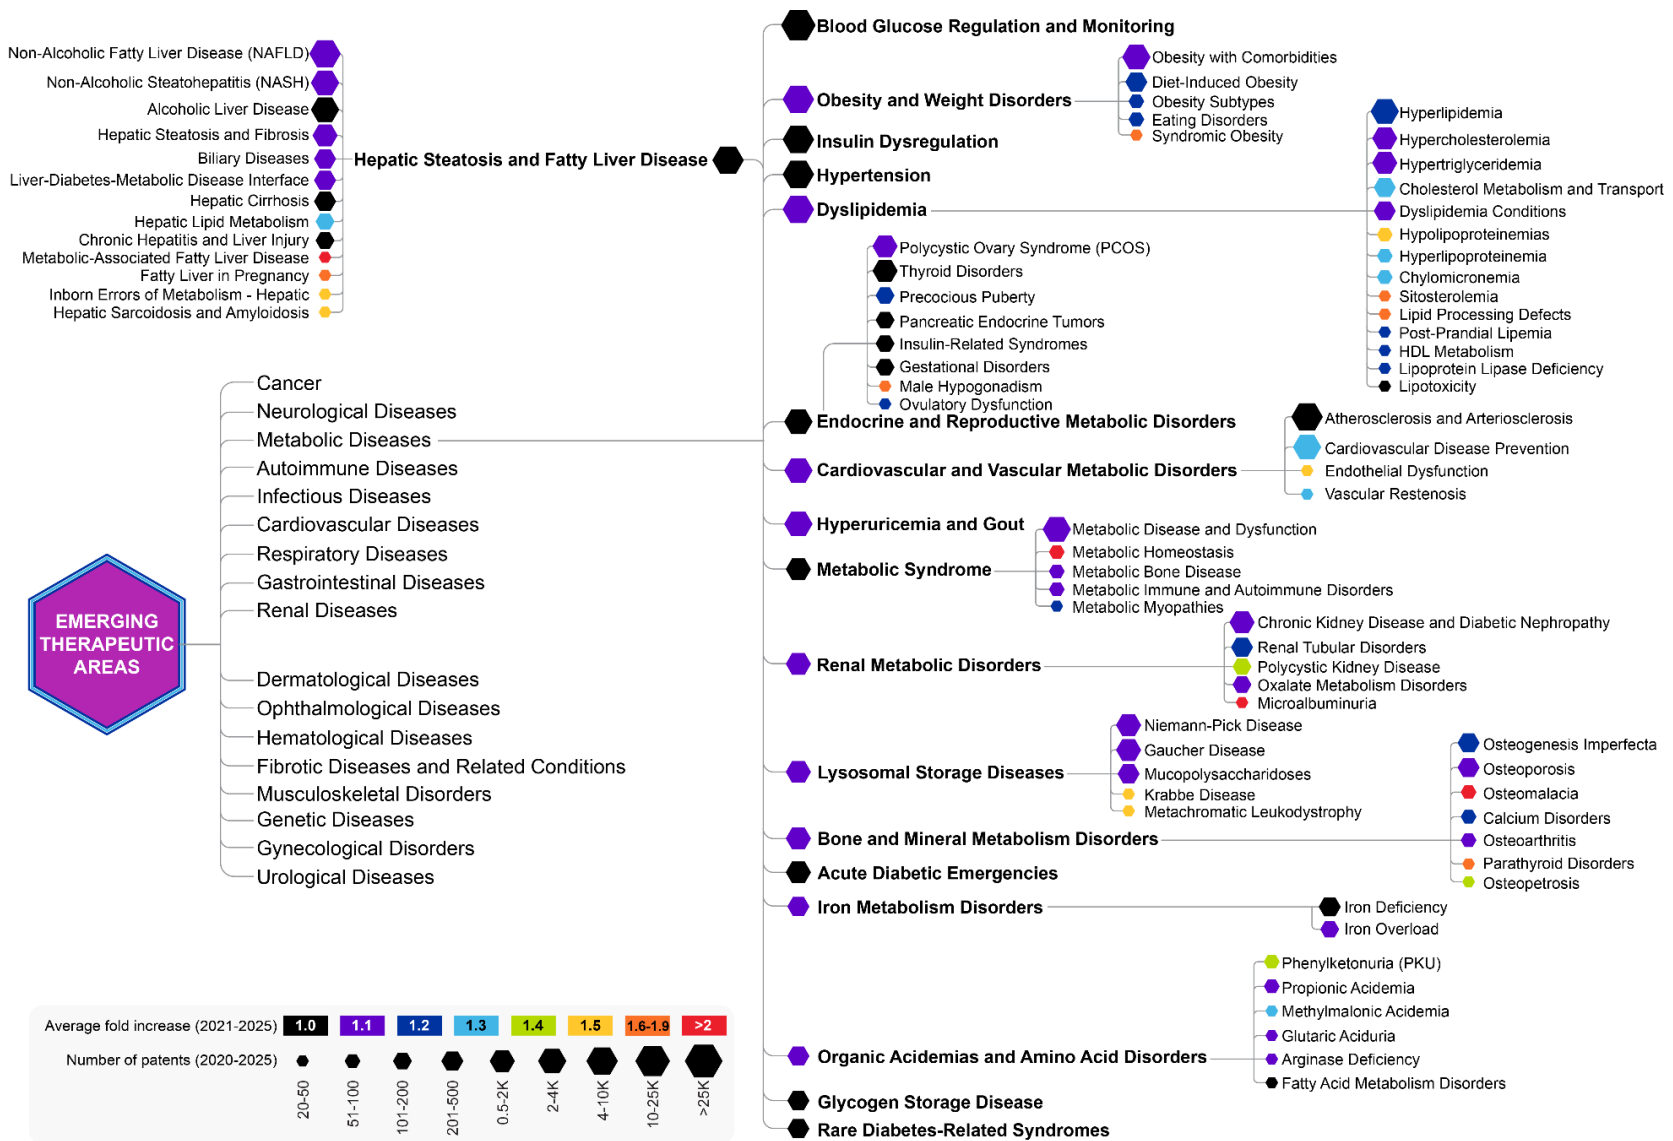 Non-Alcoholic Fatty Liver Disease (NAFLD)
Non-Alcoholic Steatohepatitis (NASH)
Alcoholic Liver Disease
Hepatic Steatosis and Fibrosis
Biliary Diseases
Liver-Diabetes-Metabolic Disease Interface
Hepatic Cirrhosis
Hepatic Lipid Metabolism
Chronic Hepatitis and Liver Injury
Metabolic-Associated Fatty Liver Disease
Fatty Liver in Pregnancy
Inborn Errors of Metabolism - Hepatic
Hepatic Sarcoidosis and Amyloidosis
Hepatic Steatosis and Fatty Liver Disease
EMERGING
THERAPEUTIC
AREAS
Cancer
Neurological Diseases
Metabolic Diseases
Autoimmune Diseases
Infectious Diseases
Cardiovascular Diseases
Respiratory Diseases
Gastrointestinal Diseases
Renal Diseases
Dermatological Diseases
Ophthalmological Diseases
Hematological Diseases
Fibrotic Diseases and Related Conditions
Musculoskeletal Disorders
Genetic Diseases
Gynecological Disorders
Urological Diseases
Blood Glucose Regulation and Monitoring
Obesity and Weight Disorders
Obesity with Comorbidities
Diet-Induced Obesity
Obesity Subtypes
Eating Disorders
Syndromic Obesity
Insulin Dysregulation
Hypertension
Dyslipidemia
Hyperlipidemia
Hypercholesterolemia
Hypertriglyceridemia
Cholesterol Metabolism and Transport
Dyslipidemia Conditions
Hypolipoproteinemias
Hyperlipoproteinemia
Chylomicronemia
Sitosterolemia
Lipid Processing Defects
Post-Prandial Lipemia
HDL Metabolism
Lipoprotein Lipase Deficiency
Lipotoxicity
Polycystic Ovary Syndrome (PCOS)
Thyroid Disorders
Precocious Puberty
Pancreatic Endocrine Tumors
Insulin-Related Syndromes
Gestational Disorders
Male Hypogonadism
Ovulatory Dysfunction
Endocrine and Reproductive Metabolic Disorders
Cardiovascular and Vascular Metabolic Disorders
Atherosclerosis and Arteriosclerosis
Cardiovascular Disease Prevention
Endothelial Dysfunction
Vascular Restenosis
Hyperuricemia and Gout
Metabolic Syndrome
Metabolic Disease and Dysfunction
Metabolic Homeostasis
Metabolic Bone Disease
Metabolic Immune and Autoimmune Disorders
Metabolic Myopathies
Renal Metabolic Disorders
Chronic Kidney Disease and Diabetic Nephropathy
Renal Tubular Disorders
Polycystic Kidney Disease
Oxalate Metabolism Disorders
Microalbuminuria
Lysosomal Storage Diseases
Niemann-Pick Disease
Gaucher Disease
Mucopolysaccharidoses
Krabbe Disease
Metachromatic Leukodystrophy
Bone and Mineral Metabolism Disorders
Osteogenesis Imperfecta
Osteoporosis
Osteomalacia
Calcium Disorders
Osteoarthritis
Parathyroid Disorders
Osteopetrosis
Acute Diabetic Emergencies
Iron Metabolism Disorders
Iron Deficiency
Iron Overload
Organic Acidemias and Amino Acid Disorders
Phenylketonuria (PKU)
Propionic Acidemia
Methylmalonic Acidemia
Glutaric Aciduria
Arginase Deficiency
Fatty Acid Metabolism Disorders
Glycogen Storage Disease
Rare Diabetes-Related Syndromes
Average fold increase (2021-2025) 1.0 1.1 1.2 1.3 1.4 1.5 1.6-1.9 >2
Number of patents (2020-2025)
20-50 51-100 101-200 201-500 0.5-2K 2-4K 4-10K 10-25K >25K